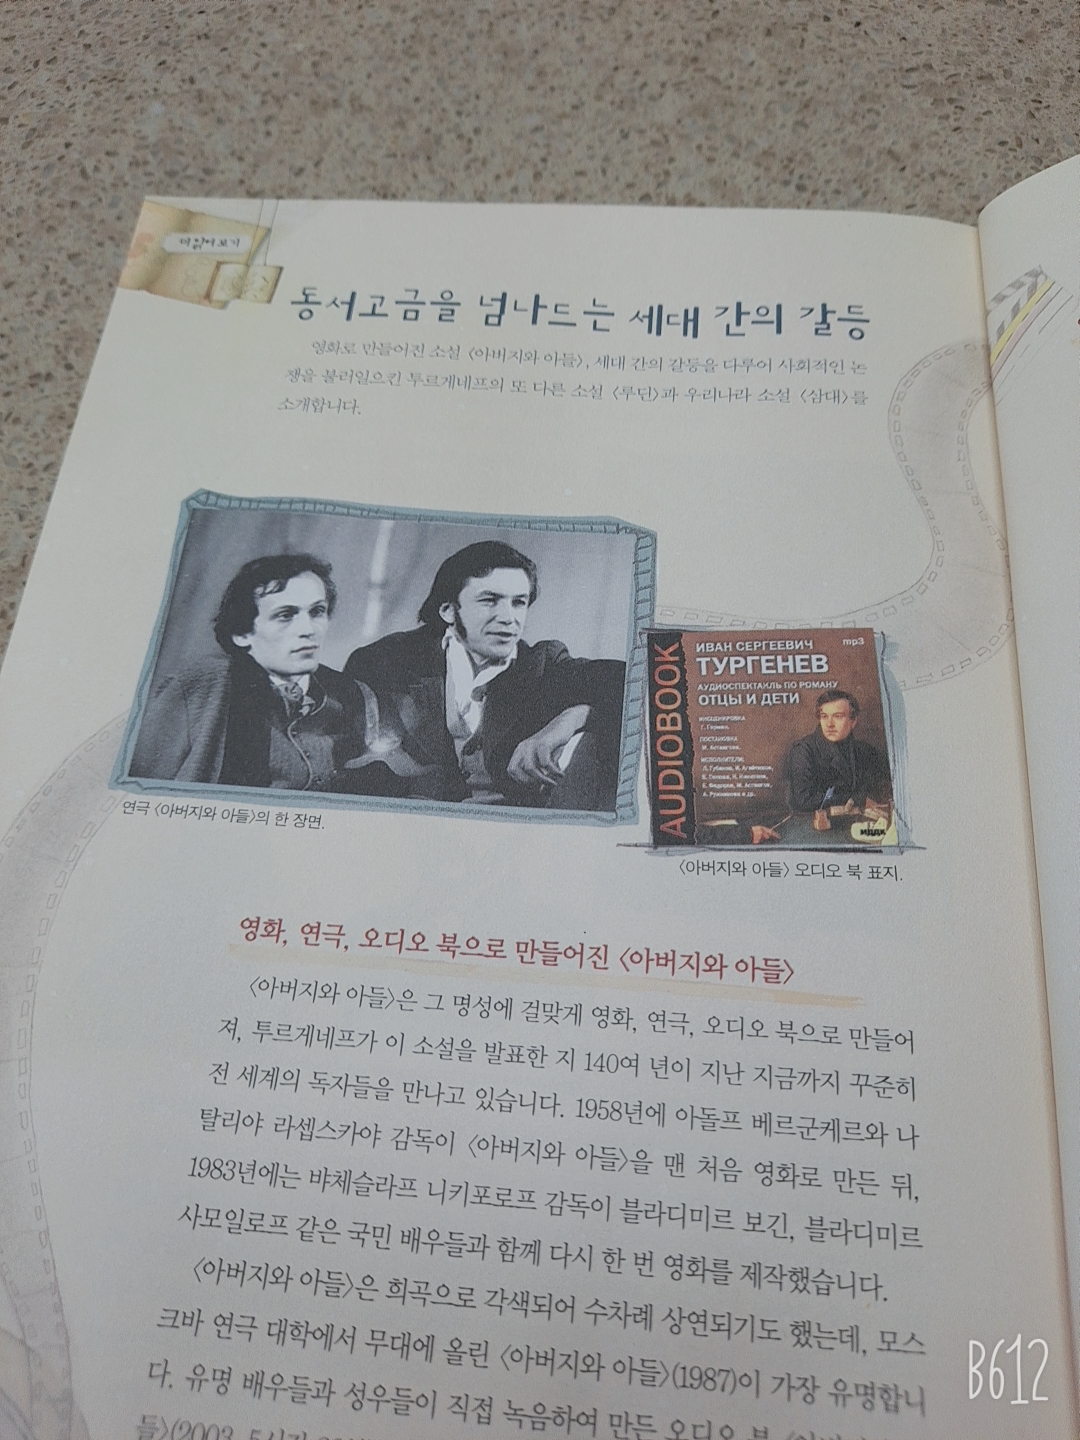 더 읽어 보기
동서고금을 넘나드는 세대 간의 갈등
영화로 만들어진 소설 〈아버지와 아들〉, 세대 간의 갈등을 다루어 사회적인 논
쟁을 불러일으킨 투르게네프의 또 다른 소설 〈루딘〉과 우리나라 소설 〈삼대〉를
소개합니다.
AUDIOBOOK
ИВАН СЕРГЕЕВИЧ
mp3
ТУРГЕНЕВ
АУДИОСПЕКТАКЛЬ ПО РОМАНУ
ОТЦЫ И ДЕТИ
ИНСЦЕНИРОВКА
ПОСТАНОВКА
ИСПОЛНИТЕЛИ:
ИДДК
연극 〈아버지와 아들〉의 한 장면.
〈아버지와 아들〉 오디오 북 표지.
영화, 연극, 오디오 북으로 만들어진 〈아버지와 아들〉
〈아버지와 아들〉은 그 명성에 걸맞게 영화, 연극, 오디오 북으로 만들어
져, 투르게네프가 이 소설을 발표한 지 140여 년이 지난 지금까지 꾸준히
전 세계의 독자들을 만나고 있습니다. 1958년에 아돌프 베르군케르와 나
탈리야 라셉스카야 감독이 〈아버지와 아들〉을 맨 처음 영화로 만든 뒤,
1983년에는 뱌체슬라프 니키포로프 감독이 블라디미르 보긴, 블라디미르
사모일로프 같은 국민 배우들과 함께 다시 한 번 영화를 제작했습니다.
〈아버지와 아들〉은 희곡으로 각색되어 수차례 상연되기도 했는데, 모스
크바 연극 대학에서 무대에 올린 〈아버지와 아들〉(1987)이 가장 유명합니
다. 유명 배우들과 성우들이 직접 녹음하여 만든 오디오 북
들〉(2003, 5시간
B612